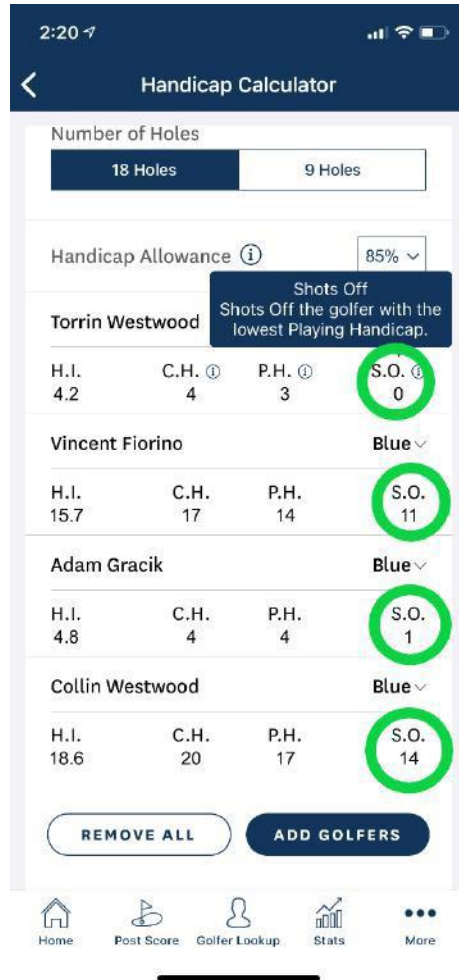 2:20
Handicap Calculator
Number of Holes
18 Holes 9 Holes
Handicap Allowance 85%
Shots Off
Shots Off the golfer with the
lowest Playing Handicap.
Torrin Westwood
H.I. C.H. P.H. S.O.
4.2 4 3 0
Vincent Fiorino Blue
H.I. C.H. P.H. S.O.
15.7 17 14 11
Adam Gracik Blue
H.I. C.H. P.H. S.O.
4.8 4 4 1
Collin Westwood Blue
H.I. C.H. P.H. S.O.
18.6 20 17 14
REMOVE ALL ADD GOLFERS
Home Post Score Golfer Lookup Stats More